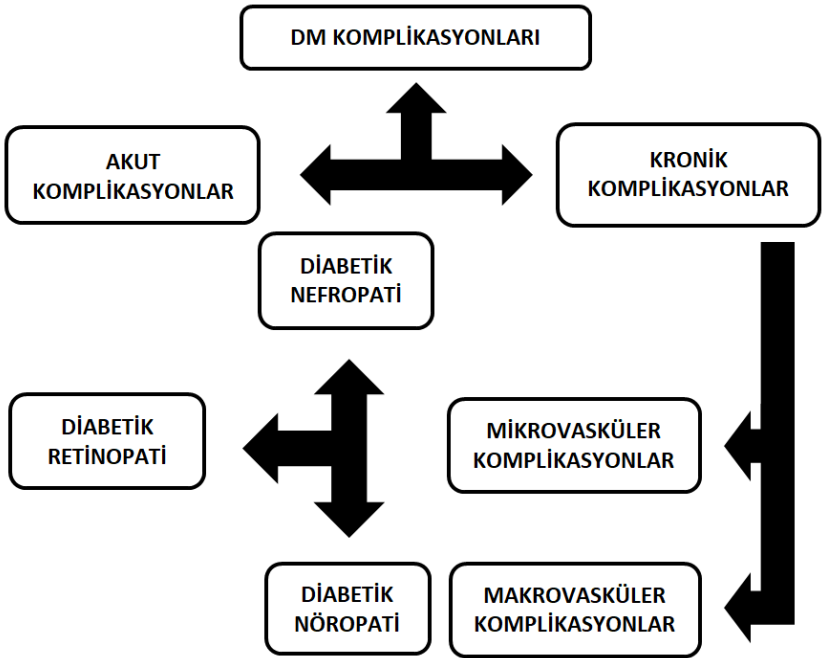 DM KOMPLİKASYONLARI
AKUT
KOMPLİKASYONLAR
KRONİK
KOMPLİKASYONLAR
DİABETİK
NEFROPATİ
DİABETİK
RETİNOPATİ
MİKROVASKÜLER
KOMPLİKASYONLAR
DİABETİK
NÖROPATİ
MAKROVASKÜLER
KOMPLİKASYONLAR